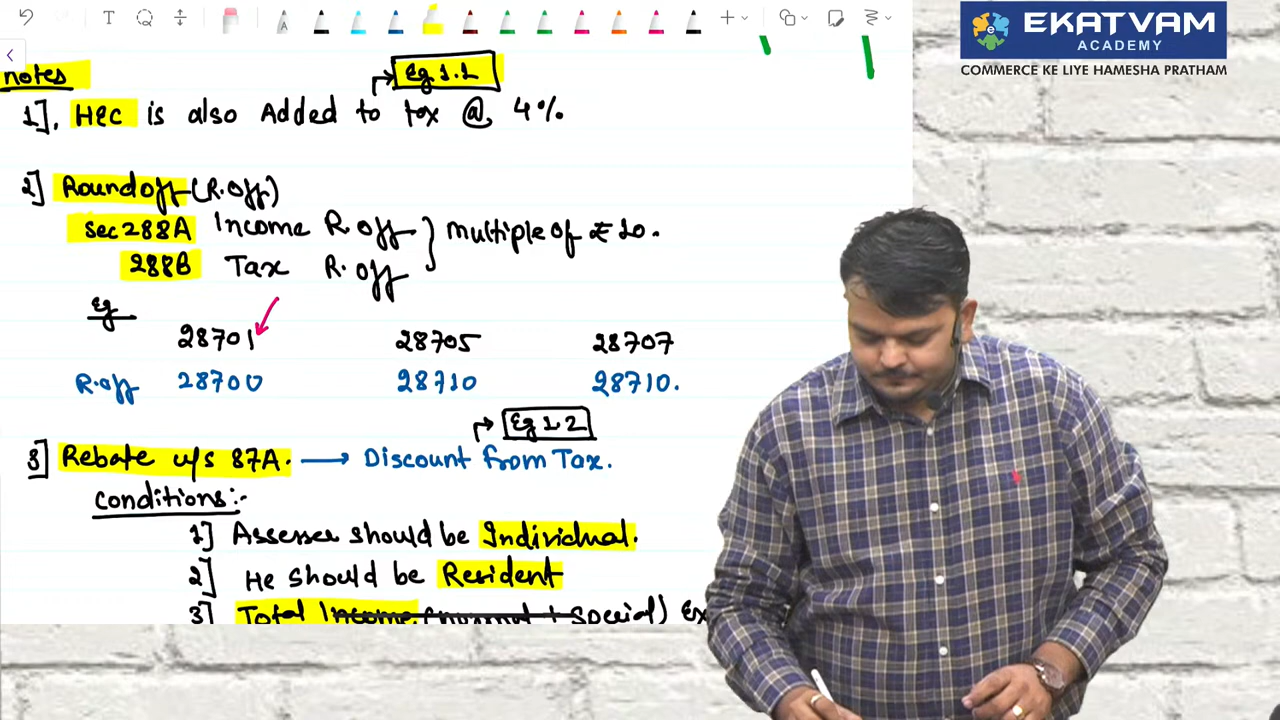 EKATVAM
ACADEMY
COMMERCE KE LIYE HAMESHA PRATHAM
notes
Eg 1.1
1]. H&EC is also Added to tax @ 4%.
2] Roundoff (R.off)
Sec 288A Income R.off
288B Tax R.off
multiple of ₹ 10.
Eg
28701 28705 28707
R.off 28700 28710 28710.
Eg 1.2
3] Rebate u/s 87A. → Discount from Tax.
Conditions:-
1] Assessee should be Individual.
2] He should be Resident
3] Total Income (Normal + Special)